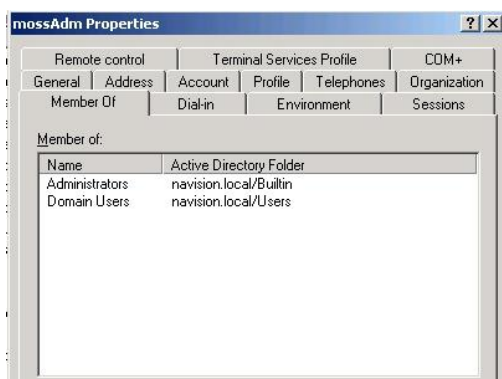 mossAdm Properties
Remote control Terminal Services Profile COM+
General Address Account Profile Telephones Organization
Member Of Dial-in Environment Sessions
Member of:
Name Active Directory Folder
Administrators navision.local/Builtin
Domain Users navision.local/Users